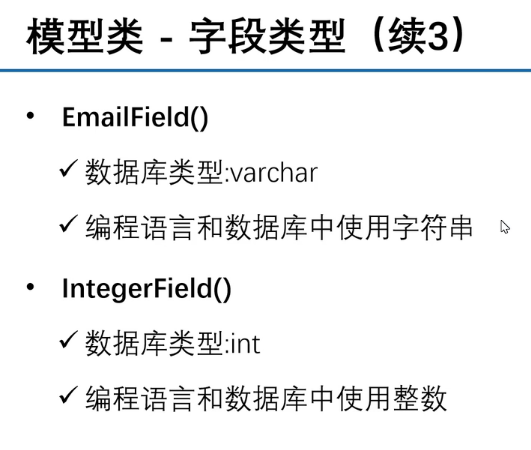 模型类 - 字段类型（续3）
• EmailField()
✓ 数据库类型:varchar
✓ 编程语言和数据库中使用字符串
• IntegerField()
✓ 数据库类型:int
✓ 编程语言和数据库中使用整数